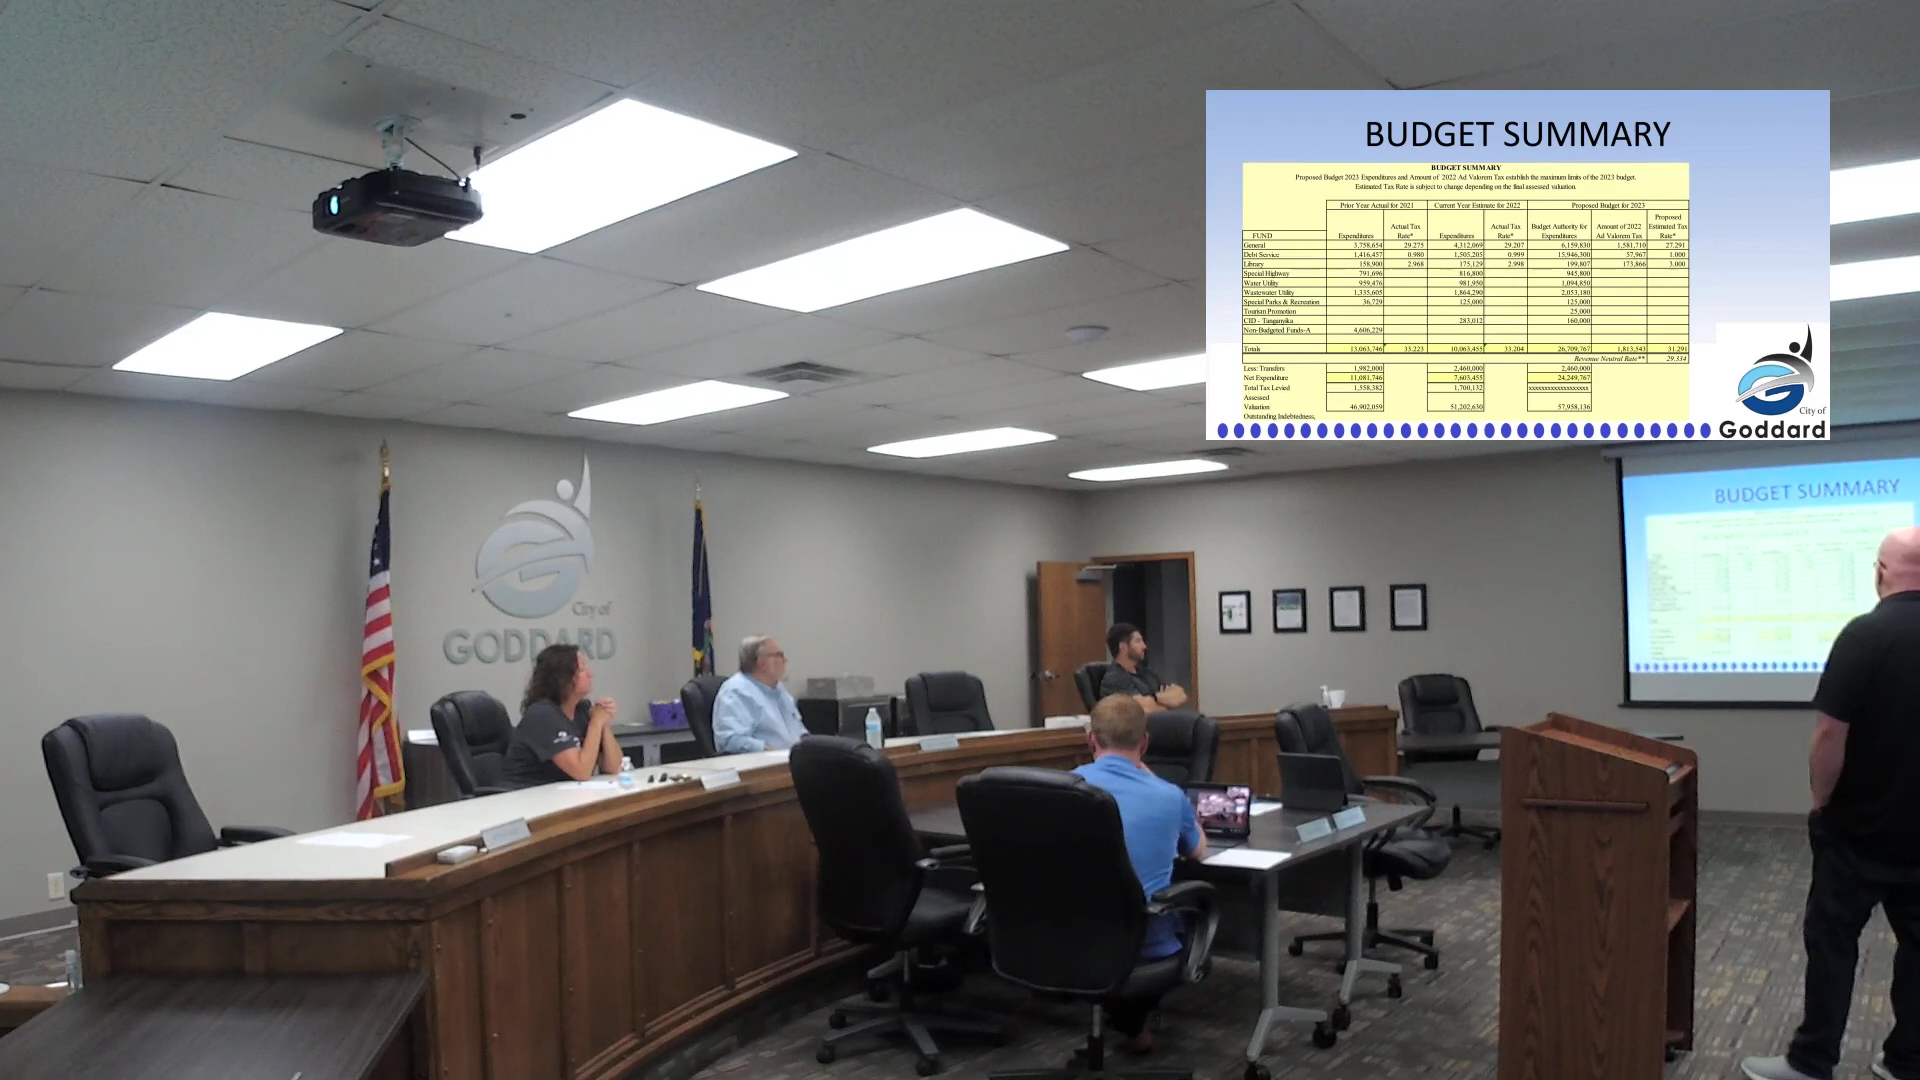 BUDGET SUMMARY
BUDGET SUMMARY
Proposed Budget 2023 Expenditures and Amount of 2022 Ad Valorem Tax establish the maximum limits of the 2023 budget.
Estimated Tax Rate is subject to change depending on the final assessed valuation.
Prior Year Actual for 2021 Current Year Estimate for 2022 Proposed Budget for 2023
FUND Expenditures Actual Tax Rate* Expenditures Actual Tax Rate* Budget Authority for Expenditures Amount of 2022 Ad Valorem Tax Proposed Estimated Tax Rate*
General 3,758,654 29.275 4,312,069 29.207 6,159,830 1,581,710 27.291
Debt Service 1,416,457 0.980 1,505,205 0.999 15,946,300 57,967 1.000
Library 158,900 2.968 175,129 2.998 199,807 173,866 3.000
Special Highway 791,696 816,800 945,800
Water Utility 959,476 981,950 1,094,850
Wastewater Utility 1,335,605 1,864,290 2,053,180
Special Parks & Recreation 36,729 125,000 125,000
Tourism Promotion 25,000
CID - Tanganyika 283,012 160,000
Non-Budgeted Funds-A 4,606,229
Totals 13,063,746 33.223 10,063,455 33.204 26,709,767 1,813,543 31.291
Revenue Neutral Rate** 29.334
Less: Transfers 1,982,000 2,460,000 2,460,000
Net Expenditure 11,081,746 7,603,455 24,249,767
Total Tax Levied 1,558,382 1,700,132 xxxxxxxxxxxxxxxxxx
Assessed
Valuation 46,902,059 51,202,630 57,958,136
Outstanding Indebtedness,
City of
Goddard
BUDGET SUMMARY
City of
GODDARD